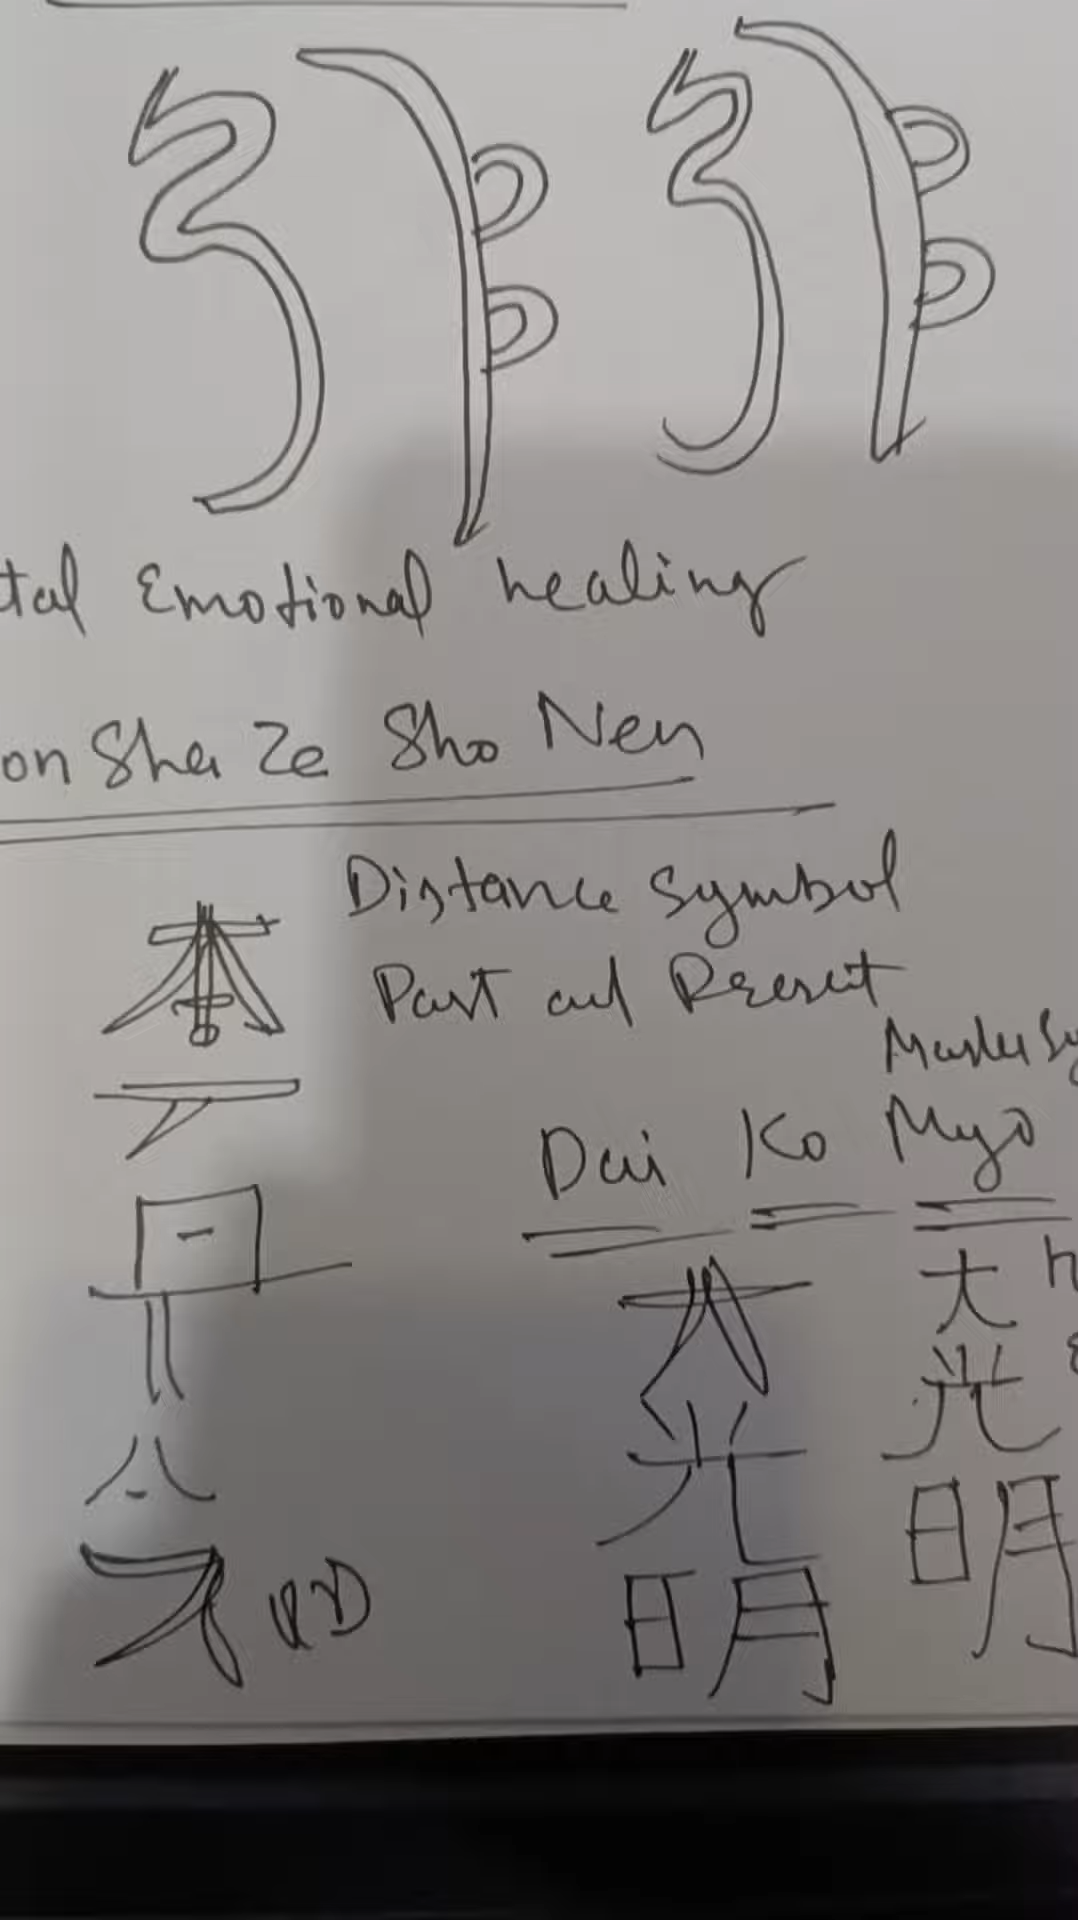 tal Emotional healing
on Sha Ze Sho Nen
Distance Symbol
Past and Present
Master Sy
Dai Ko Myo
大 大
光 光
明 明